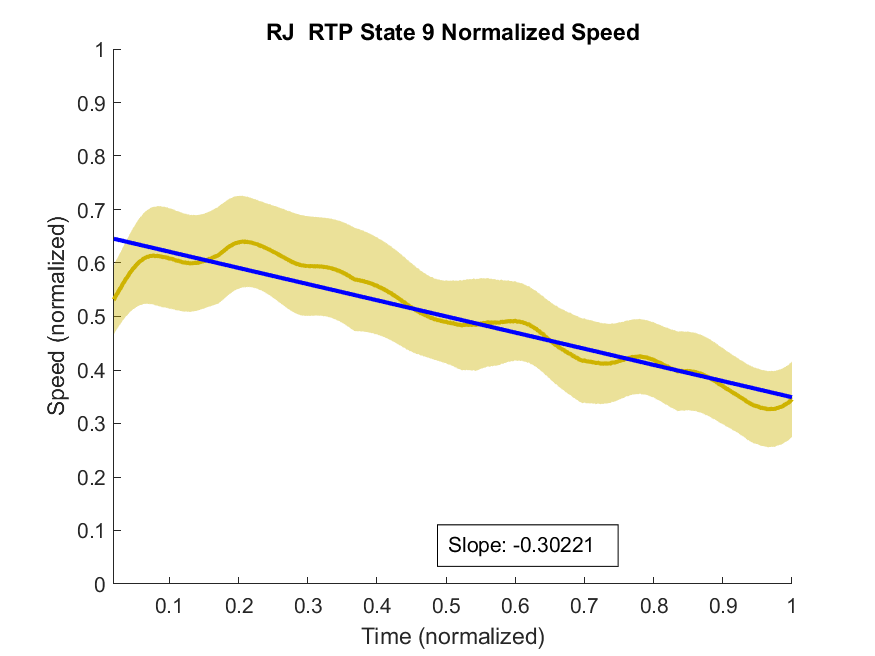 RJ  RTP State 9 Normalized Speed
1
0.9
0.8
0.7
0.6
0.5
0.4
0.3
0.2
0.1
0
Speed (normalized)
Slope: -0.30221
0.1 0.2 0.3 0.4 0.5 0.6 0.7 0.8 0.9 1
Time (normalized)